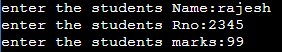 enter the students Name:rajesh
enter the students Rno:2345
enter the students marks:99